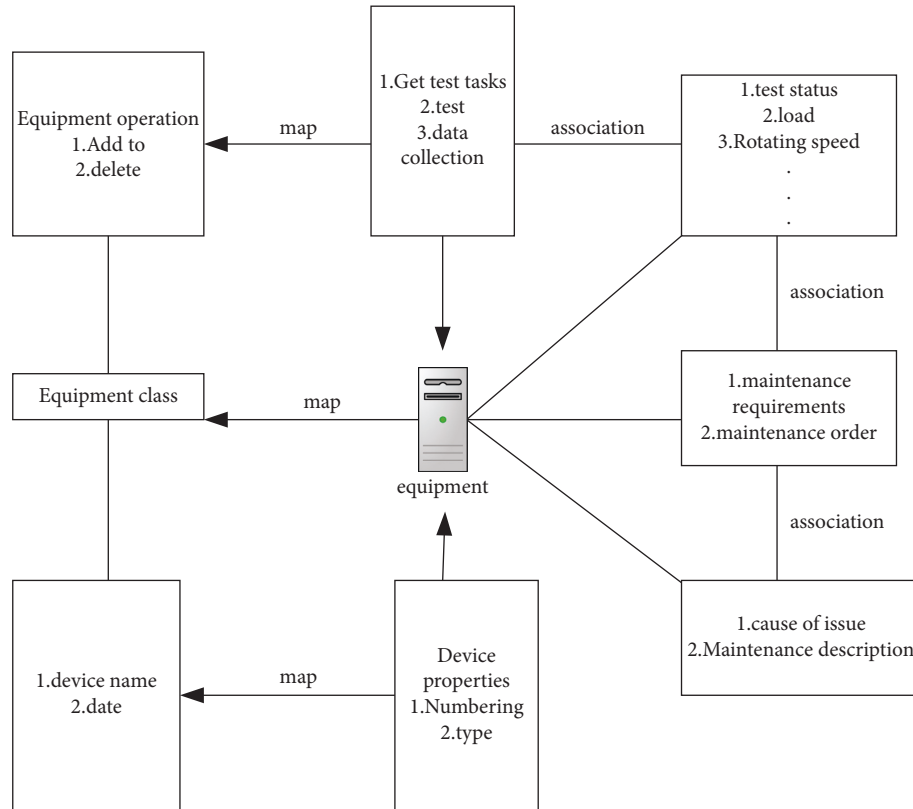 Equipment operation
1.Add to
2.delete
map
1.Get test tasks
2.test
3.data
collection
association
1.test status
2.load
3.Rotating speed
.
.
.
association
Equipment class
map
equipment
1.maintenance
requirements
2.maintenance order
association
1.device name
2.date
map
Device
properties
1.Numbering
2.type
1.cause of issue
2.Maintenance description